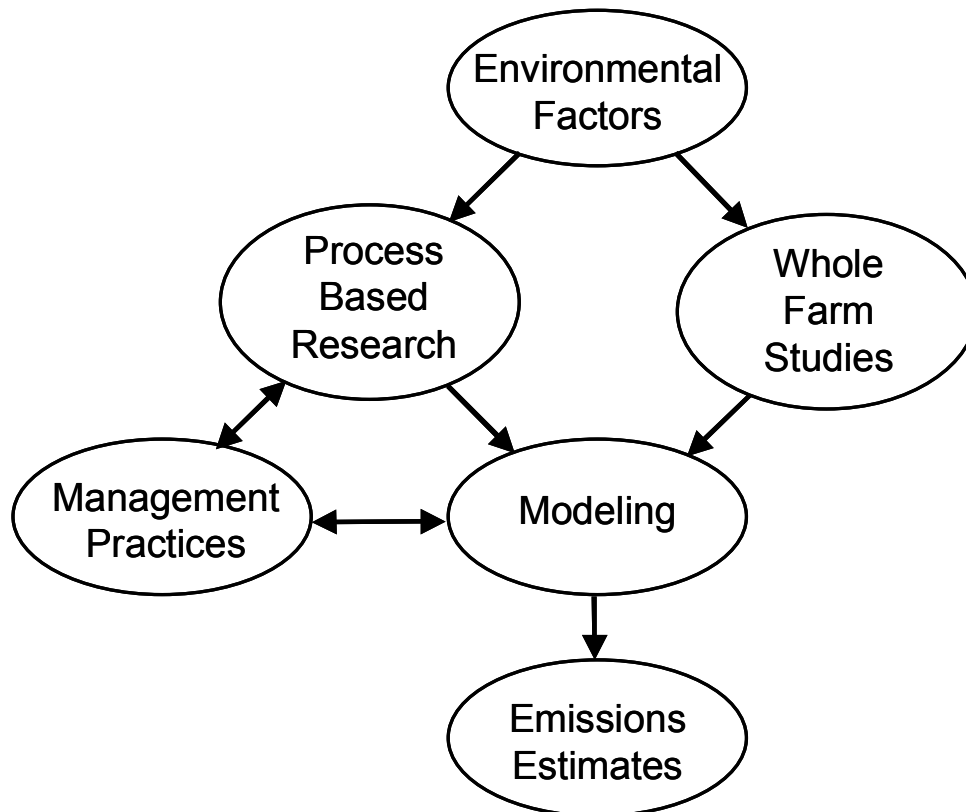 Environmental
Factors
Process
Based
Research
Whole
Farm
Studies
Management
Practices
Modeling
Emissions
Estimates